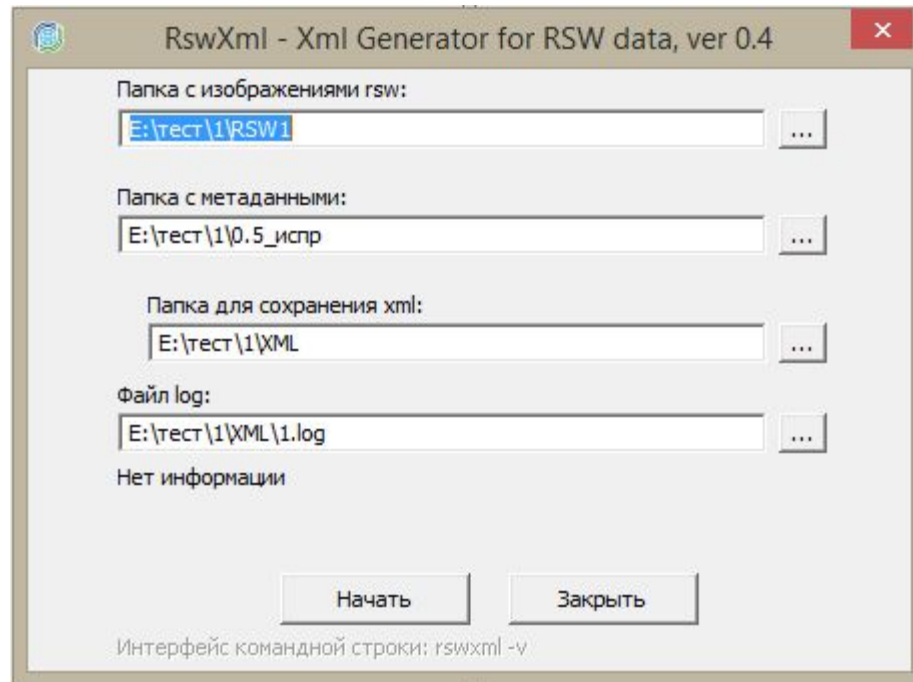 RswXml - Xml Generator for RSW data, ver 0.4
Папка с изображениями rsw:
E:\тест\1\RSW1
...
Папка с метаданными:
E:\тест\1\0.5_испр
...
Папка для сохранения xml:
E:\тест\1\XML
...
Файл log:
E:\тест\1\XML\1.log
...
Нет информации
Начать
Закрыть
Интерфейс командной строки: rswxml -v